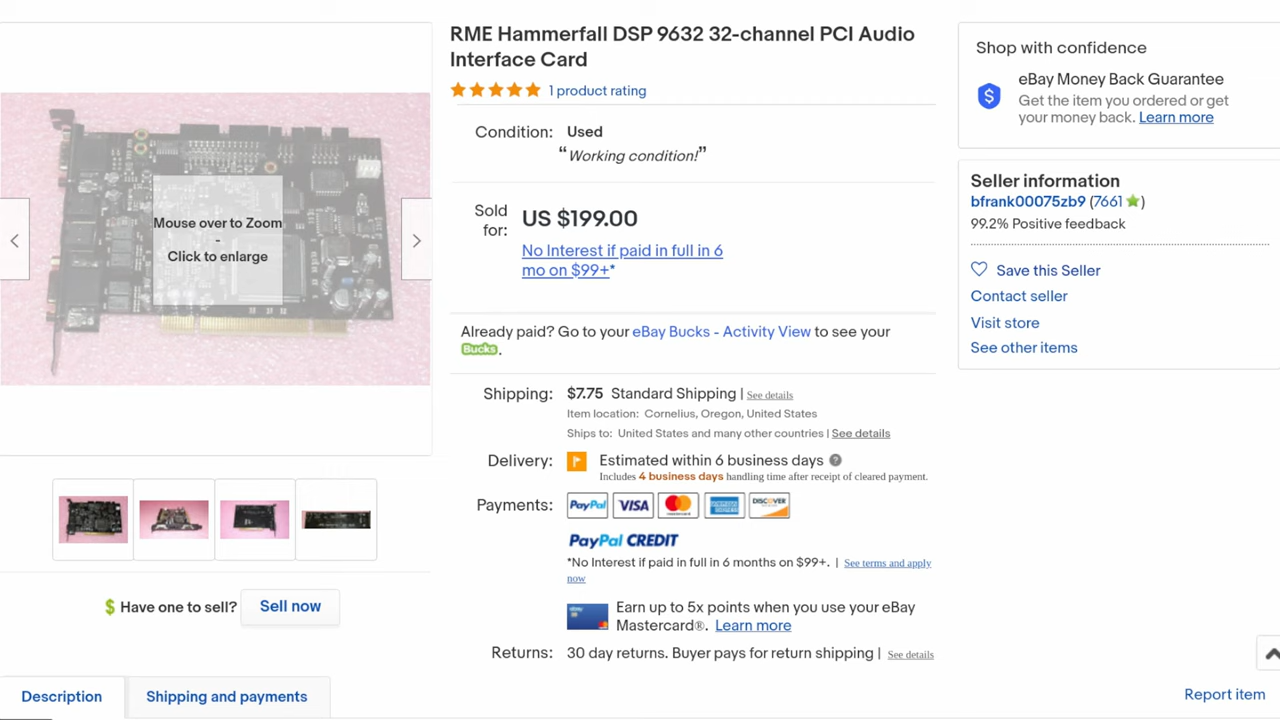 RME Hammerfall DSP 9632 32-channel PCI Audio
Interface Card
1 product rating
Condition: Used
“Working condition!”
Sold
for: US $199.00
No Interest if paid in full in 6
mo on $99+*
Already paid? Go to your eBay Bucks - Activity View to see your
Bucks.
Shipping: $7.75 Standard Shipping | See details
Item location: Cornelius, Oregon, United States
Ships to: United States and many other countries | See details
Delivery: Estimated within 6 business days ?
Includes 4 business days handling time after receipt of cleared payment.
Payments: PayPal VISA mastercard AMERICAN EXPRESS DISCOVER
PayPal CREDIT
*No Interest if paid in full in 6 months on $99+. | See terms and apply
now
Earn up to 5x points when you use your eBay
Mastercard®. Learn more
Returns: 30 day returns. Buyer pays for return shipping | See details
Mouse over to Zoom
-
Click to enlarge
$ Have one to sell? Sell now
Shop with confidence
eBay Money Back Guarantee
Get the item you ordered or get
your money back. Learn more
Seller information
bfrank00075zb9 (7661)
99.2% Positive feedback
Save this Seller
Contact seller
Visit store
See other items
Description
Shipping and payments
Report item